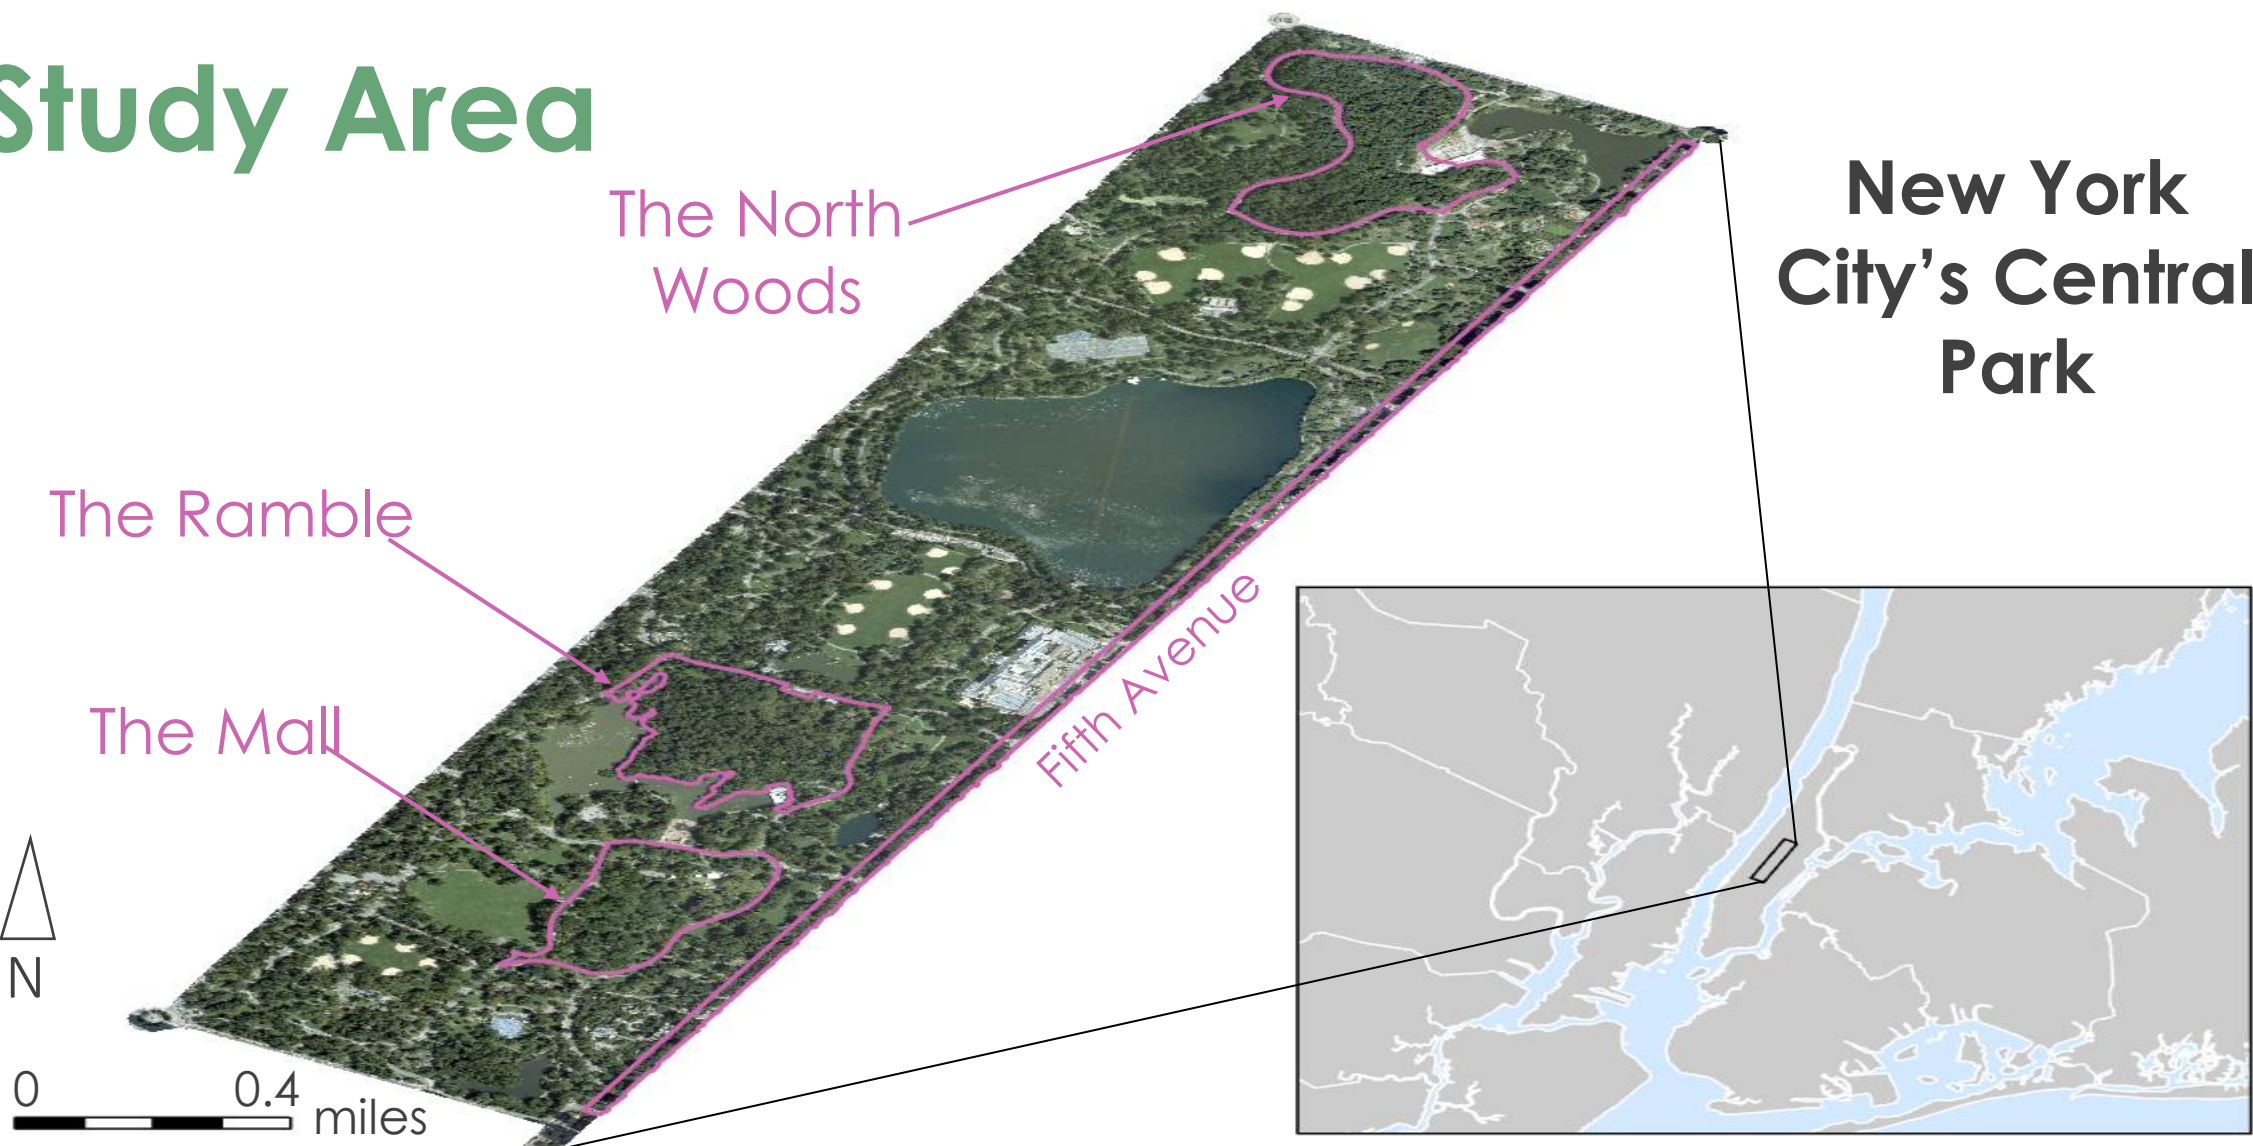 Study Area
The North
Woods
New York
City’s Central
Park
The Ramble
Fifth Avenue
The Mall
N
0 0.4
miles